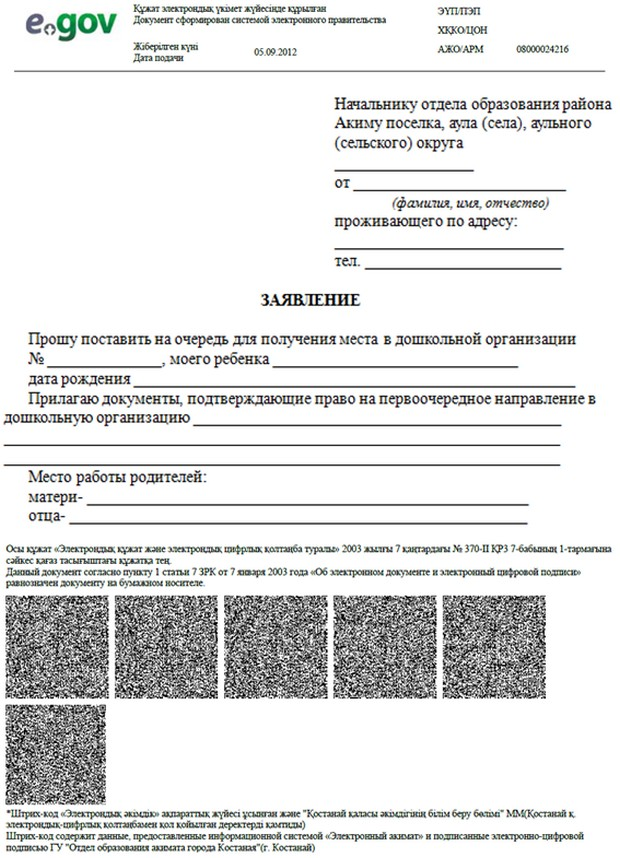 e.gov
Құжат электрондық үкімет жүйесінде құрылған
Документ сформирован системой электронного правительства
ЭҮП/ПЭП
ХҚКО/ЦОН
Жіберілген күні
Дата подачи
05.09.2012
АЖО/АРМ 08000024216
Начальнику отдела образования района
Акиму поселка, аула (села), аульного
(сельского) округа
от
(фамилия, имя, отчество)
проживающего по адресу:
тел.
ЗАЯВЛЕНИЕ
Прошу поставить на очередь для получения места в дошкольной организации
№ , моего ребенка
дата рождения
Прилагаю документы, подтверждающие право на первоочередное направление в
дошкольную организацию
Место работы родителей:
матери-
отца-
Осы құжат «Электрондық құжат және электрондық цифрлық қолтаңба туралы» 2003 жылғы 7 қаңтардағы № 370-II ҚРЗ 7-бабының 1-тармағына
сәйкес қағаз тасығыштағы құжатқа тең.
Данный документ согласно пункту 1 статьи 7 ЗРК от 7 января 2003 года «Об электронном документе и электронный цифровой подписи»
равнозначен документу на бумажном носителе.
*Штрих-код «Электрондық әкімдік» ақпараттық жүйесі ұсынған және "Қостанай қаласы әкімдігінің білім беру бөлімі" ММ(Қостанай қ.
электрондық-цифрлық қолтаңбамен қол қойылған деректерді қамтиды)
Штрих-код содержит данные, предоставленные информационной системой «Электронный акимат» и подписанные электронно-цифровой
подписью ГУ "Отдел образования акимата города Костаная"(г. Костанай)